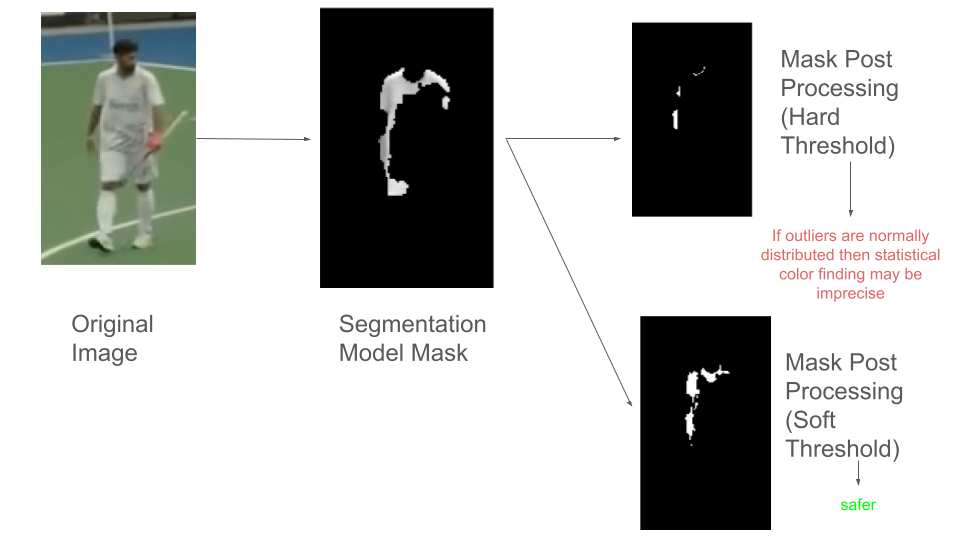 Original
Image
Segmentation
Model Mask
Mask Post
Processing
(Hard
Threshold)
If outliers are normally
distributed then statistical
color finding may be
imprecise
Mask Post
Processing
(Soft
Threshold)
safer